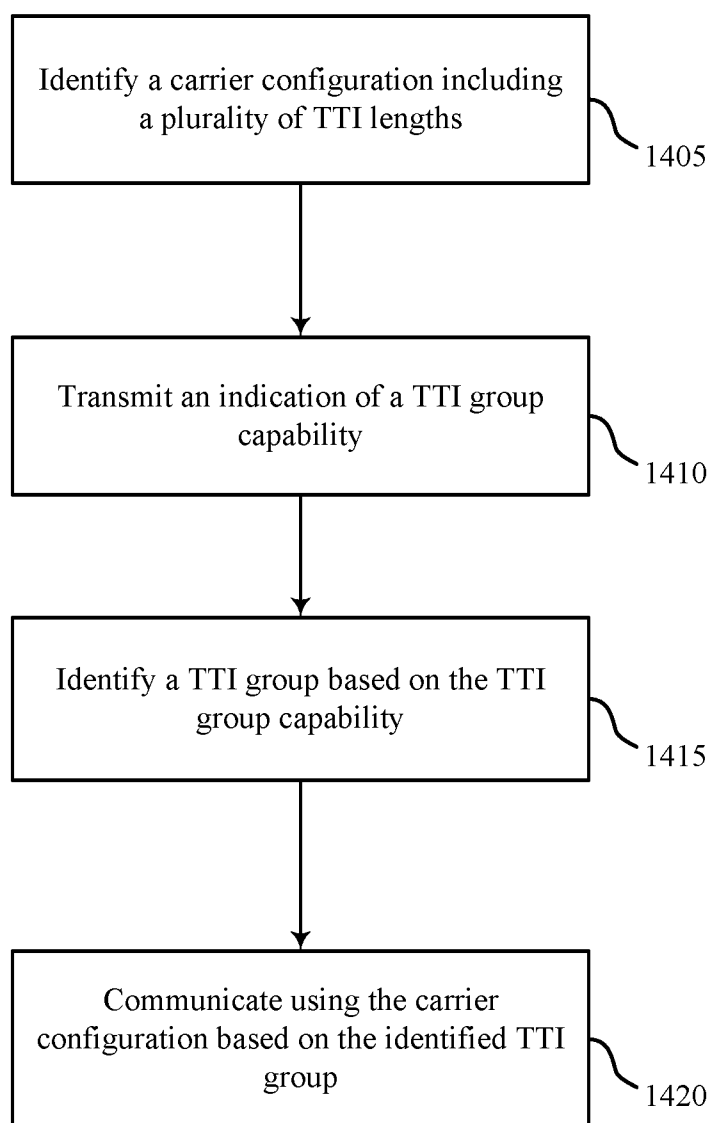 Identify a carrier configuration including
a plurality of TTI lengths
1405
Transmit an indication of a TTI group
capability
1410
Identify a TTI group based on the TTI
group capability
1415
Communicate using the carrier
configuration based on the identified TTI
group
1420